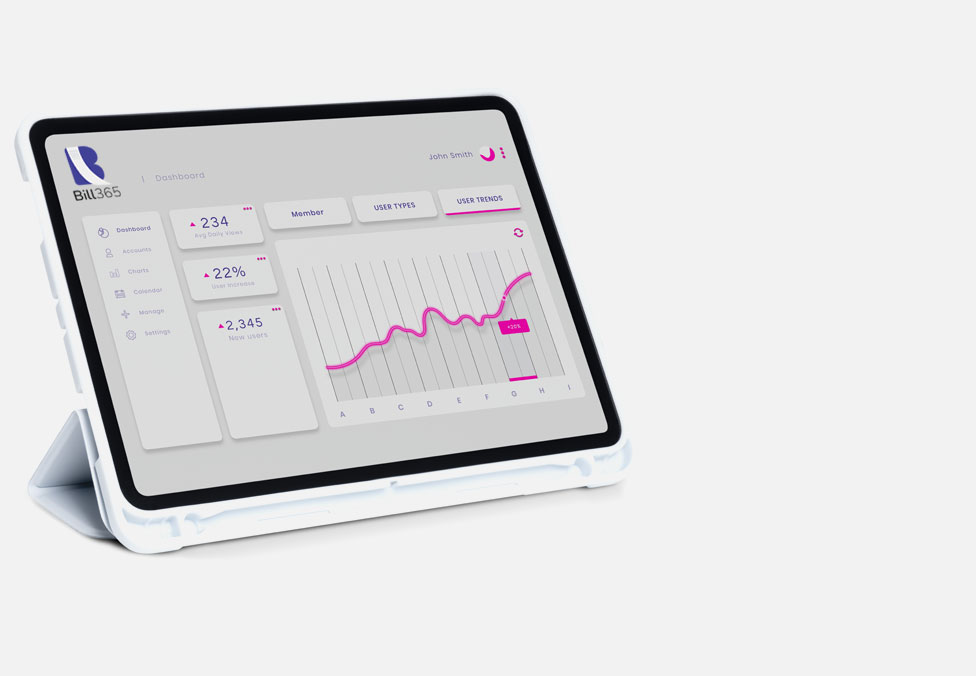 Bill365
| Dashboard
John Smith
Dashboard
Accounts
Charts
Calendar
Manage
Settings
234
Avg Daily Views
22%
User Increase
2,345
New users
Member
USER TYPES
USER TRENDS
A B C D E F G H I